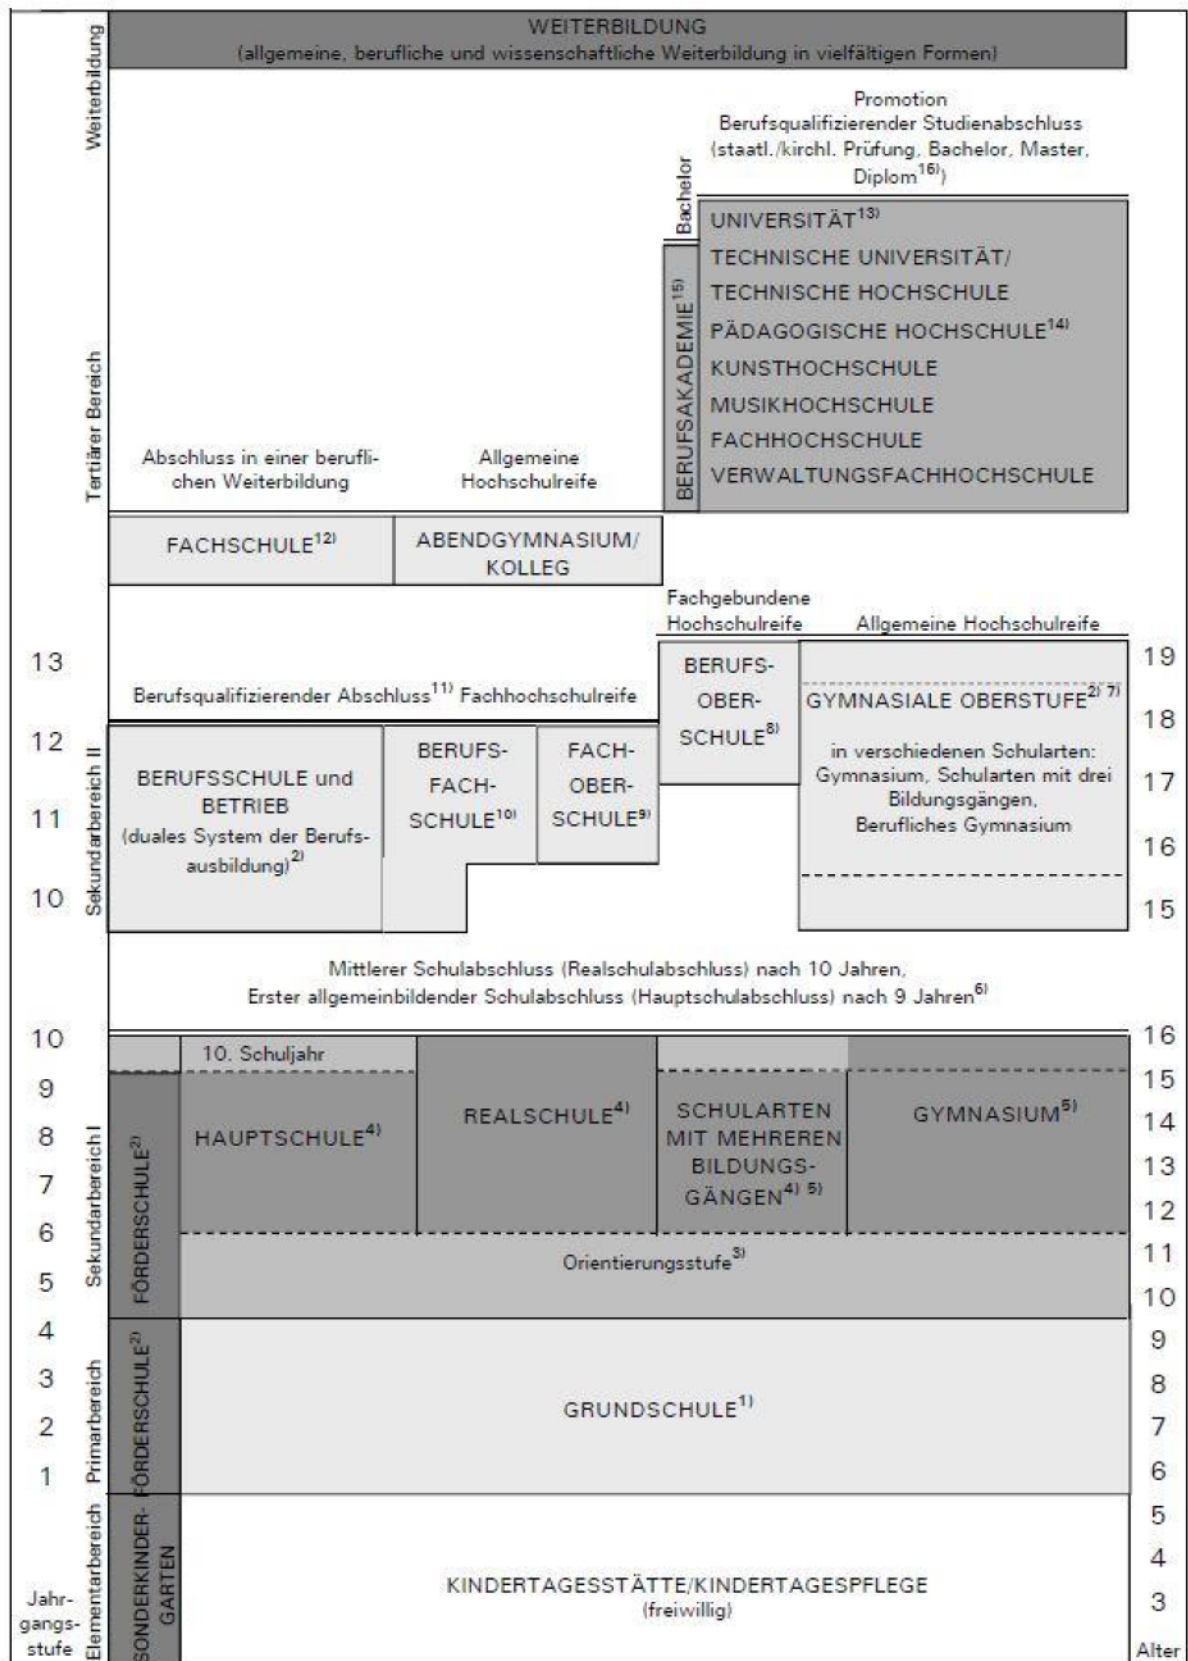 WEITERBILDUNG
(allgemeine, berufliche und wissenschaftliche Weiterbildung in vielfältigen Formen)
Weiterbildung
Promotion
Berufsqualifizierender Studienabschluss
(staatl./kirchl. Prüfung, Bachelor, Master,
Diplom16))
Bachelor
UNIVERSITÄT13)
TECHNISCHE UNIVERSITÄT/
TECHNISCHE HOCHSCHULE
PÄDAGOGISCHE HOCHSCHULE14)
KUNSTHOCHSCHULE
MUSIKHOCHSCHULE
FACHHOCHSCHULE
VERWALTUNGSFACHHOCHSCHULE
BERUFSAKADEMIE15)
Tertiärer Bereich
Abschluss in einer berufli-
chen Weiterbildung
Allgemeine
Hochschulreife
FACHSCHULE12)
ABENDGYMNASIUM/
KOLLEG
Fachgebundene
Hochschulreife
Allgemeine Hochschulreife
13
12
11
10
Sekundarbereich II
Berufsqualifizierender Abschluss11) Fachhochschulreife
BERUFSSCHULE und
BETRIEB
(duales System der Berufs-
ausbildung)2)
BERUFS-
FACH-
SCHULE10)
FACH-
OBER-
SCHULE9)
BERUFS-
OBER-
SCHULE8)
GYMNASIALE OBERSTUFE2) 7)
in verschiedenen Schularten:
Gymnasium, Schularten mit drei
Bildungsgängen,
Berufliches Gymnasium
19
18
17
16
15
Mittlerer Schulabschluss (Realschulabschluss) nach 10 Jahren,
Erster allgemeinbildender Schulabschluss (Hauptschulabschluss) nach 9 Jahren6)
10
9
8
7
6
5
Sekundarbereich I
FÖRDERSCHULE2)
10. Schuljahr
HAUPTSCHULE4)
REALSCHULE4)
SCHULARTEN
MIT MEHREREN
BILDUNGS-
GÄNGEN4) 5)
GYMNASIUM5)
Orientierungsstufe3)
16
15
14
13
12
11
10
4
3
2
1
Primarbereich
FÖRDERSCHULE2)
GRUNDSCHULE1)
9
8
7
6
Jahr-
gangs-
stufe
Elementarbereich
SONDERKINDER-
GARTEN
KINDERTAGESSTÄTTE/KINDERTAGESPFLEGE
(freiwillig)
5
4
3
Alter